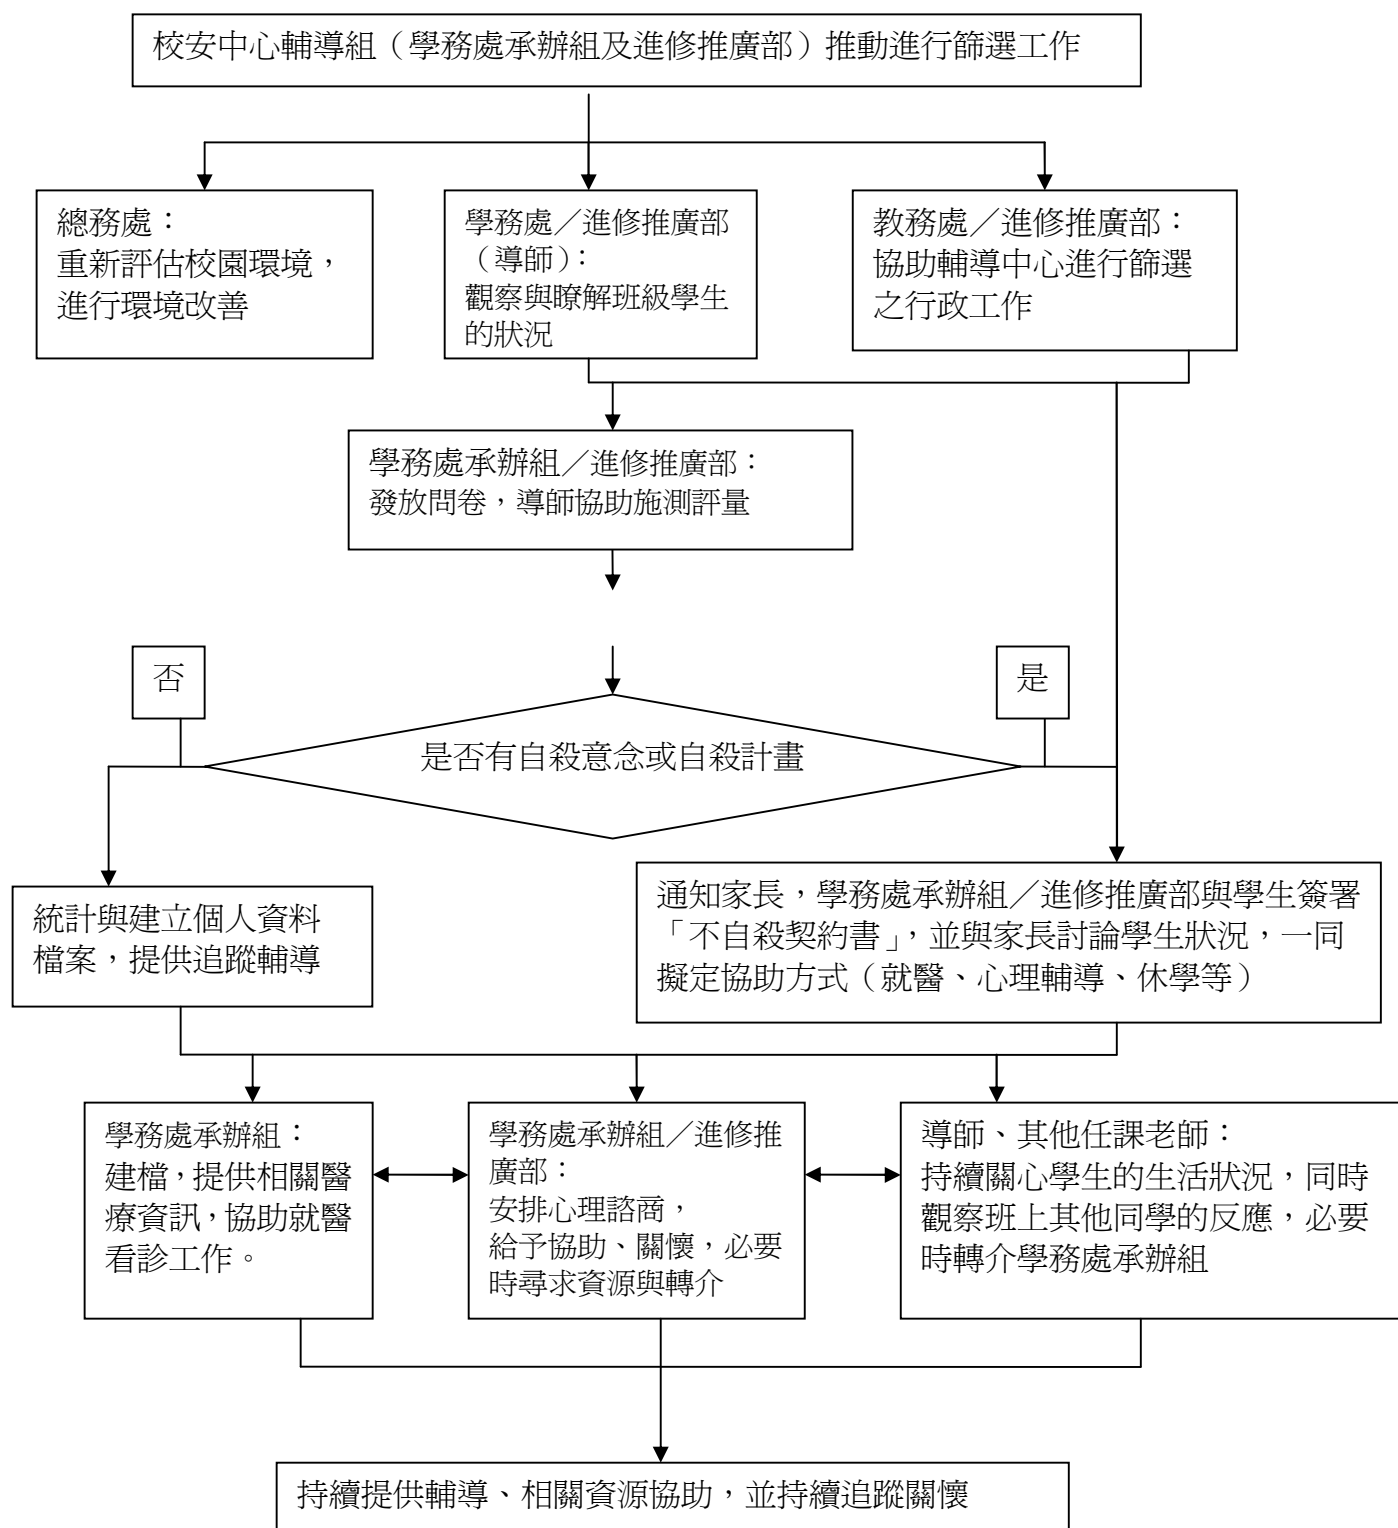 校安中心輔導組（學務處承辦組及進修推廣部）推動進行篩選工作
總務處：
重新評估校園環境，
進行環境改善
學務處／進修推廣部
（導師）：
觀察與瞭解班級學生
的狀況
教務處／進修推廣部：
協助輔導中心進行篩選
之行政工作
學務處承辦組／進修推廣部：
發放問卷，導師協助施測評量
否
是
是否有自殺意念或自殺計畫
統計與建立個人資料
檔案，提供追蹤輔導
通知家長，學務處承辦組／進修推廣部與學生簽署
「不自殺契約書」，並與家長討論學生狀況，一同
擬定協助方式（就醫、心理輔導、休學等）
學務處承辦組：
建檔，提供相關醫
療資訊，協助就醫
看診工作。
學務處承辦組／進修推
廣部：
安排心理諮商，
給予協助、關懷，必要
時尋求資源與轉介
導師、其他任課老師：
持續關心學生的生活狀況，同時
觀察班上其他同學的反應，必要
時轉介學務處承辦組
持續提供輔導、相關資源協助，並持續追蹤關懷